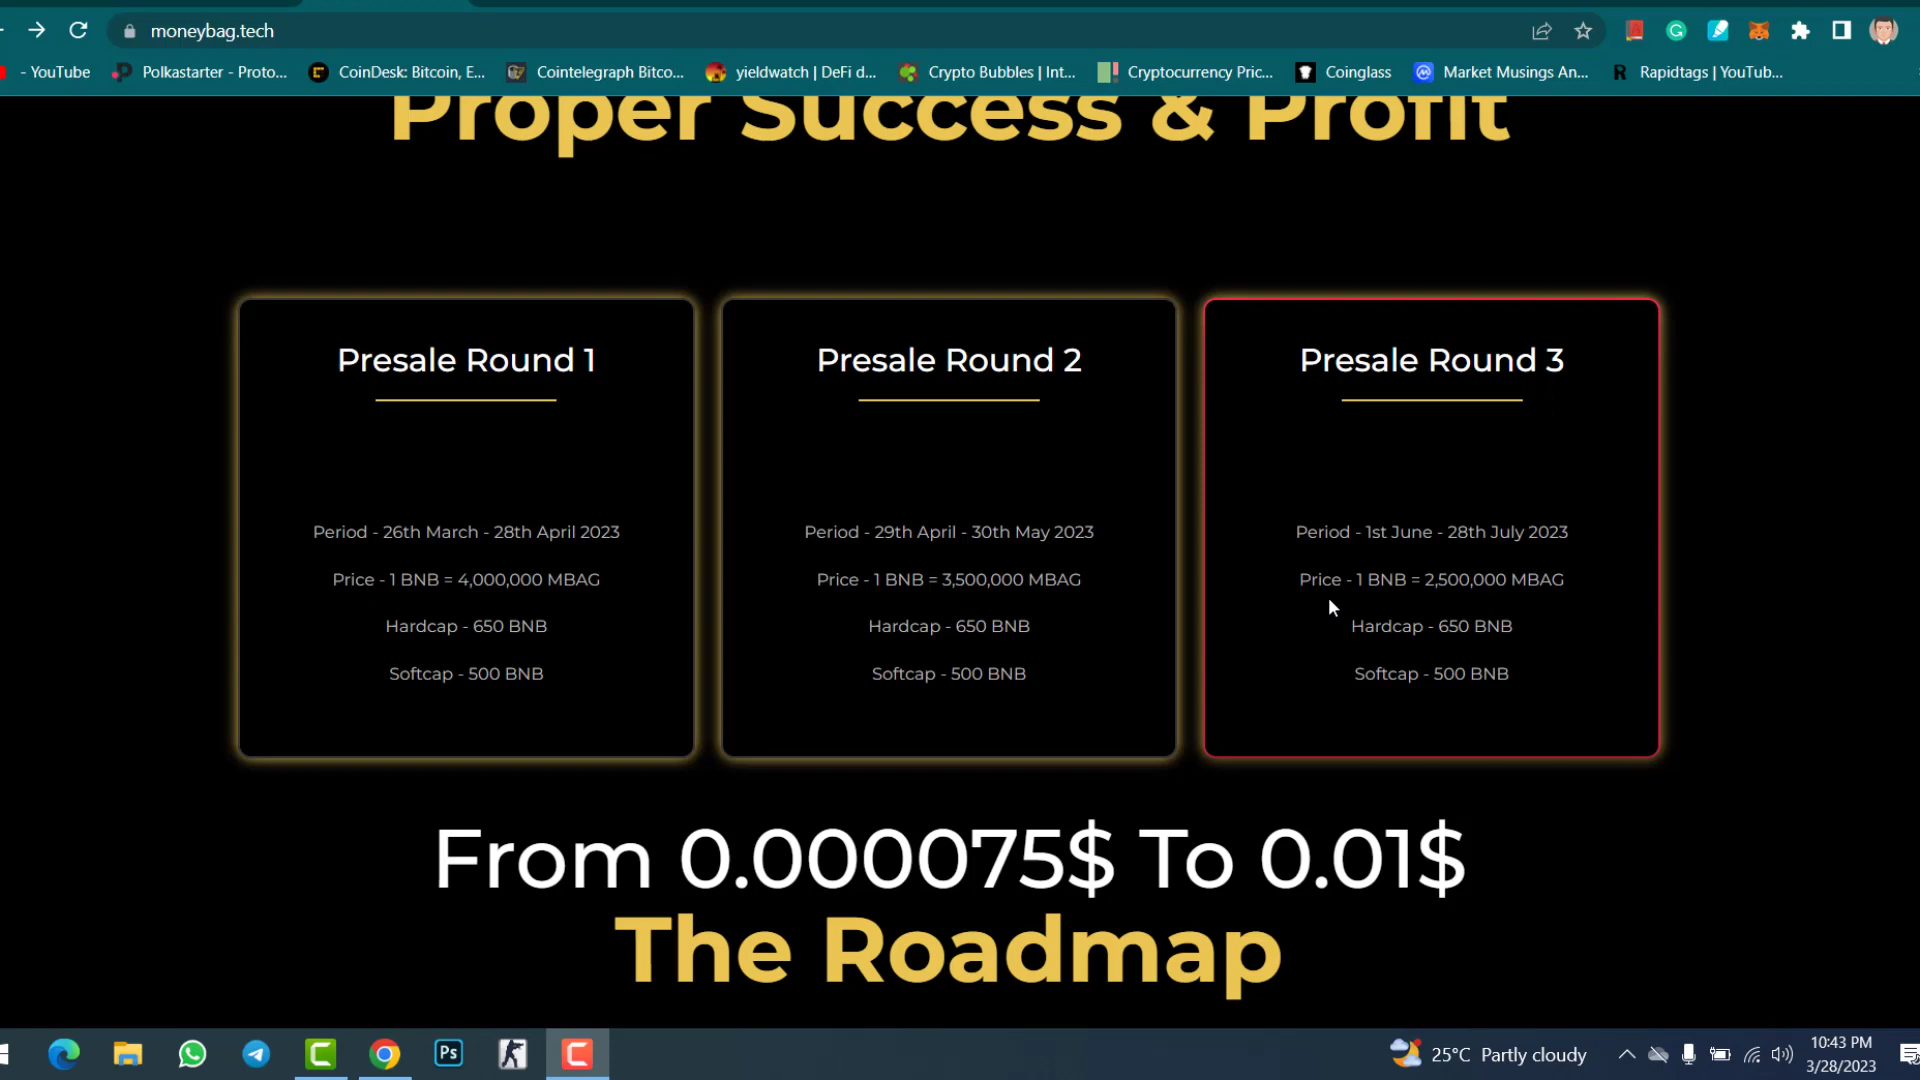 moneybag.tech
- YouTube
Polkastarter - Proto...
CoinDesk: Bitcoin, E...
Cointelegraph Bitco...
yieldwatch | DeFi d...
Crypto Bubbles | Int...
Cryptocurrency Pric...
Coinglass
Market Musings An...
R
Rapidtags | YouTub...
Proper Success & Profit
Presale Round 1
Period - 26th March - 28th April 2023
Price - 1 BNB = 4,000,000 MBAG
Hardcap - 650 BNB
Softcap - 500 BNB
Presale Round 2
Period - 29th April - 30th May 2023
Price - 1 BNB = 3,500,000 MBAG
Hardcap - 650 BNB
Softcap - 500 BNB
Presale Round 3
Period - 1st June - 28th July 2023
Price - 1 BNB = 2,500,000 MBAG
Hardcap - 650 BNB
Softcap - 500 BNB
From 0.000075$ To 0.01$
The Roadmap
Ps
25°C Partly cloudy
10:43 PM
3/28/2023